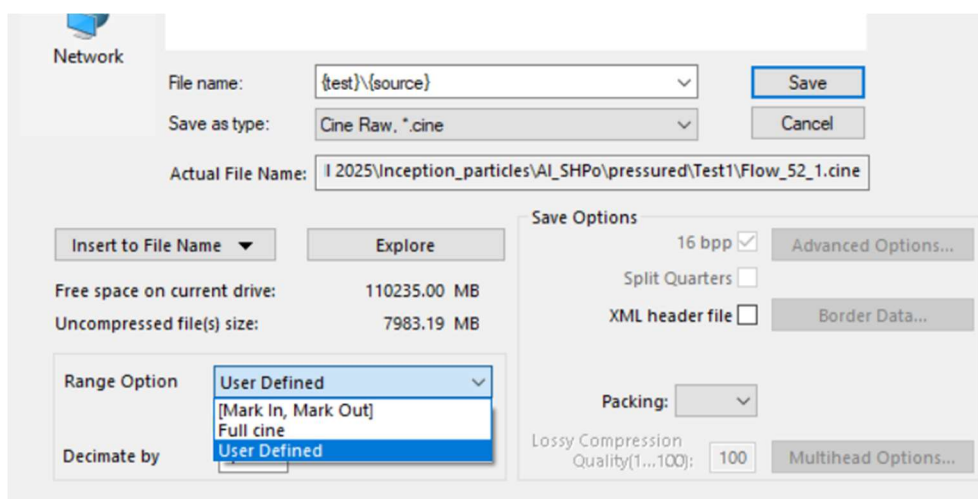 Network
File name: {test}\{source}
Save
Save as type: Cine Raw, *.cine
Cancel
Actual File Name: l 2025\Inception_particles\Al_SHPo\pressured\Test1\Flow_52_1.cine
Insert to File Name
Explore
Free space on current drive: 110235.00 MB
Uncompressed file(s) size: 7983.19 MB
Range Option User Defined
[Mark In, Mark Out]
Full cine
User Defined
Decimate by
Save Options
16 bpp
Advanced Options...
Split Quarters
XML header file
Border Data...
Packing:
Lossy Compression
Quality(1...100): 100
Multihead Options...